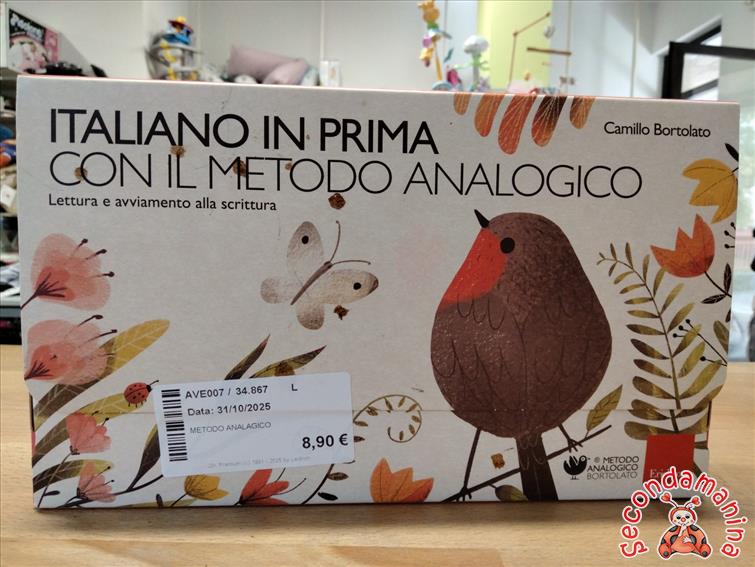 ITALIANO IN PRIMA
CON IL METODO ANALOGICO
Camillo Bortolato
Lettura e avviamento alla scrittura
AVE007 / 34.867 L
Data: 31/10/2025
METODO ANALAGICO
8,90 €
® METODO
ANALOGICO
BORTOLATO
secondamanina